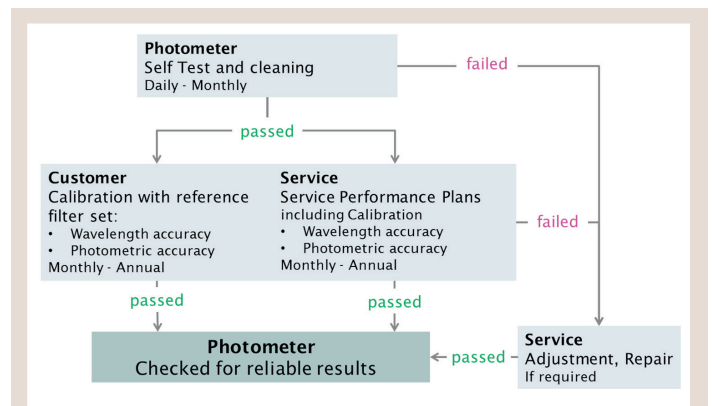 Photometer
Self Test and cleaning
Daily - Monthly
failed
passed
Customer
Calibration with reference
filter set:
• Wavelength accuracy
• Photometric accuracy
Monthly - Annual
Service
Service Performance Plans
including Calibration
• Wavelength accuracy
• Photometric accuracy
Monthly - Annual
failed
passed
passed
Photometer
Checked for reliable results
passed
Service
Adjustment, Repair
If required